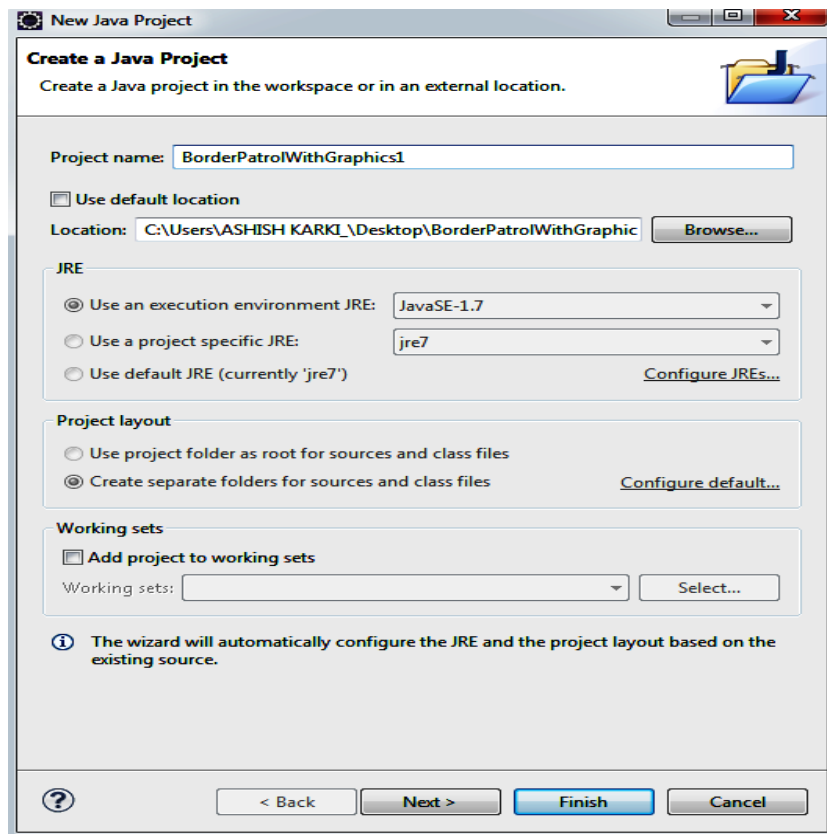 New Java Project
Create a Java Project
Create a Java project in the workspace or in an external location.
Project name: BorderPatrolWithGraphics1
Use default location
Location: C:\Users\ASHISH KARKI_\Desktop\BorderPatrolWithGraphic Browse...
JRE
Use an execution environment JRE: JavaSE-1.7
Use a project specific JRE: jre7
Use default JRE (currently 'jre7') Configure JREs...
Project layout
Use project folder as root for sources and class files
Create separate folders for sources and class files Configure default...
Working sets
Add project to working sets
Working sets: Select...
The wizard will automatically configure the JRE and the project layout based on the
existing source.
< Back Next > Finish Cancel